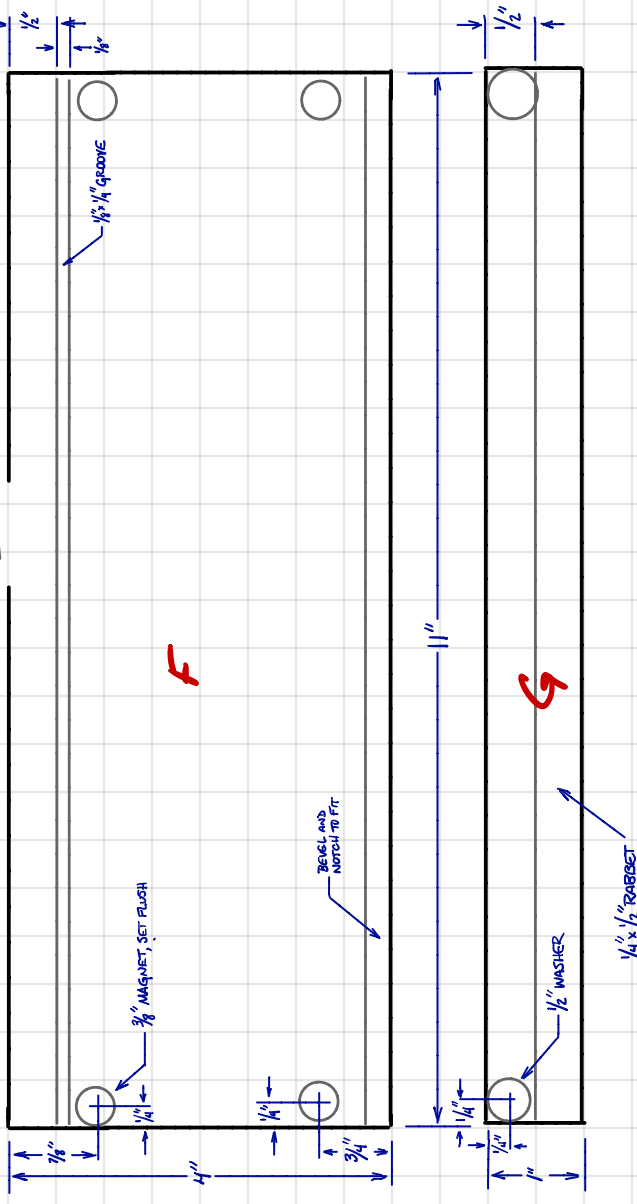 1/2"
1/8"
1/8" x 1/4" GROOVE
F
3/8" MAGNET, SET FLUSH
BEVEL AND
NOTCH TO FIT
7/8"
1/4"
1/4"
3/4"
4"
11"
1/2"
G
1/2" WASHER
1/4" x 1/2" RABBET
1/4"
1/4"
1"